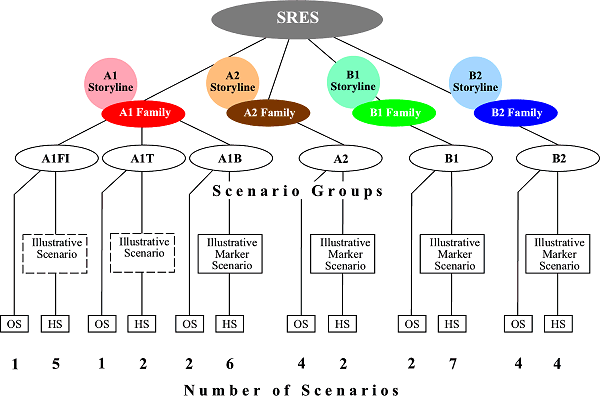 SRES
A1
Storyline
A2
Storyline
B1
Storyline
B2
Storyline
A1 Family
A2 Family
B1 Family
B2 Family
A1FI
A1T
A1B
A2
B1
B2
Scenario Groups
Illustrative
Scenario
Illustrative
Scenario
Illustrative
Marker
Scenario
Illustrative
Marker
Scenario
Illustrative
Marker
Scenario
Illustrative
Marker
Scenario
OS
HS
OS
HS
OS
HS
OS
HS
OS
HS
OS
HS
1 5 1 2 2 6 4 2 2 7 4 4
Number of Scenarios